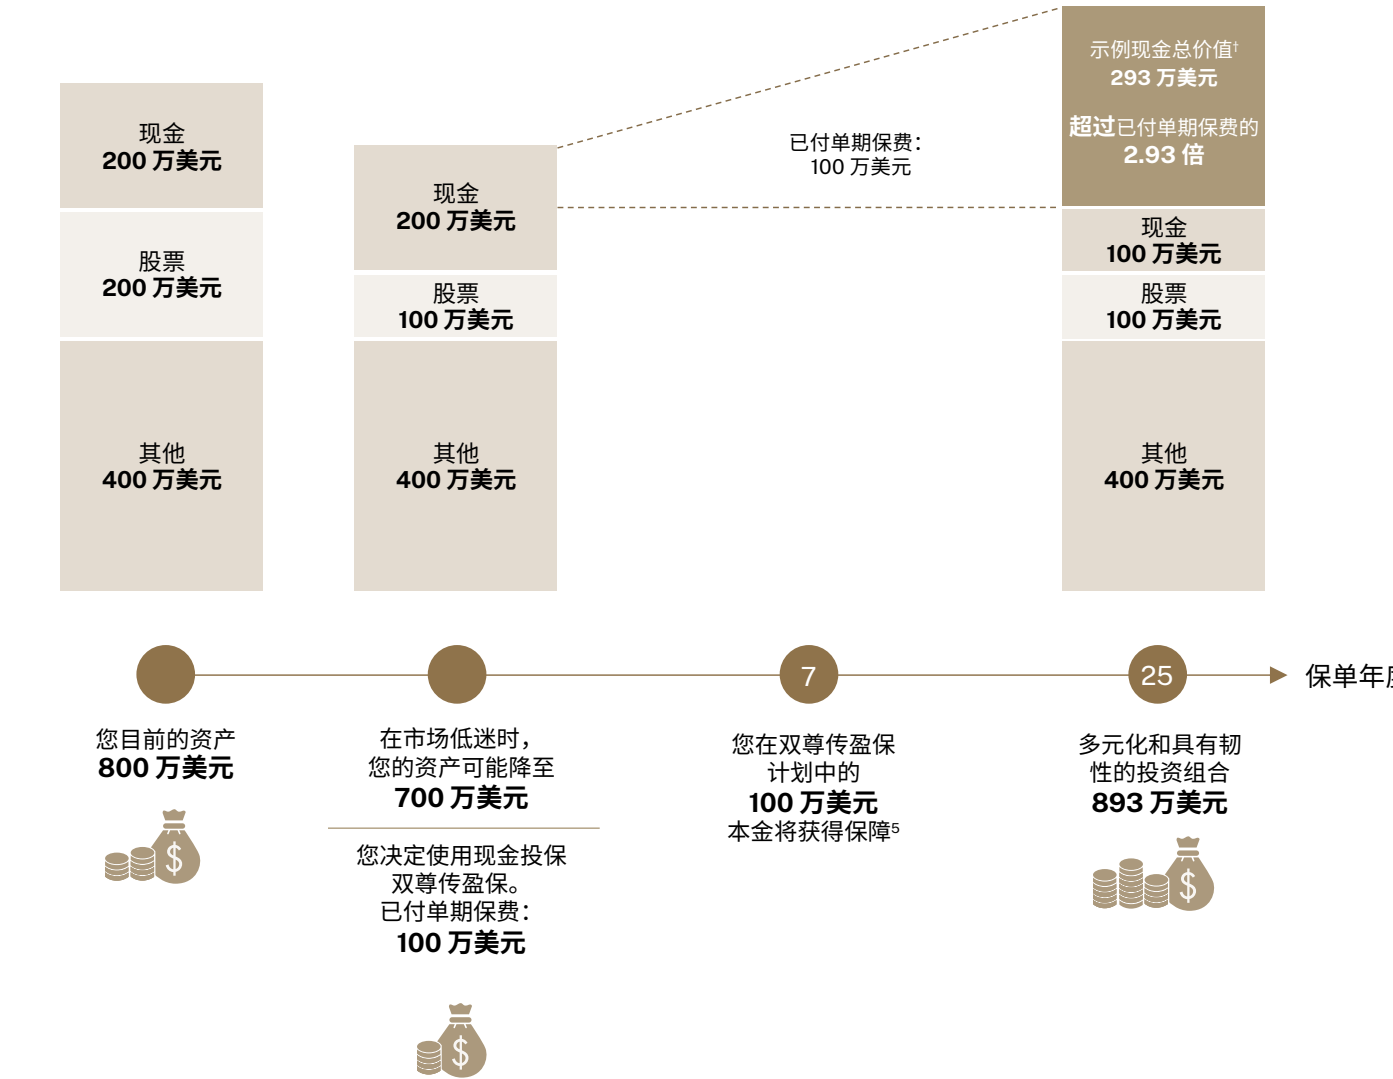 现金
200 万美元
股票
200 万美元
其他
400 万美元
现金
200 万美元
股票
100 万美元
其他
400 万美元
已付单期保费：
100 万美元
示例现金总价值†
293 万美元
超过已付单期保费的
2.93 倍
现金
100 万美元
股票
100 万美元
其他
400 万美元
7
25
保单年度
您目前的资产
800 万美元
$
在市场低迷时，
您的资产可能降至
700 万美元
您决定使用现金投保
双尊传盈保。
已付单期保费：
100 万美元
$
您在双尊传盈保
计划中的
100 万美元
本金将获得保障5
多元化和具有韧
性的投资组合
893 万美元
$